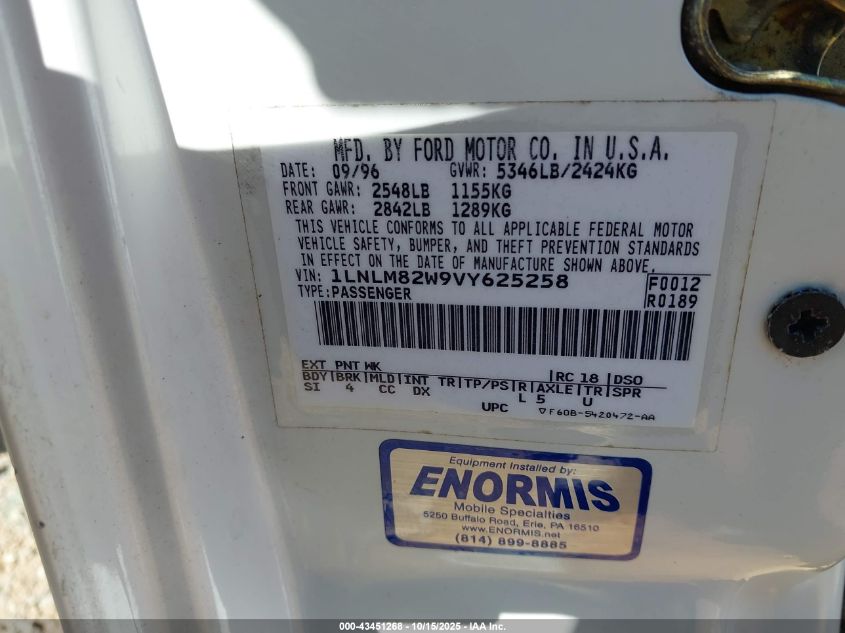 MFD. BY FORD MOTOR CO. IN U.S.A.
DATE: 09/96 GVWR: 5346LB/2424KG
FRONT GAWR: 2548LB 1155KG
REAR GAWR: 2842LB 1289KG
THIS VEHICLE CONFORMS TO ALL APPLICABLE FEDERAL MOTOR
VEHICLE SAFETY, BUMPER, AND THEFT PREVENTION STANDARDS
IN EFFECT ON THE DATE OF MANUFACTURE SHOWN ABOVE.
VIN: 1LNLM82W9VY625258 F0012
TYPE: PASSENGER R0189
EXT PNT WK RC 18 DSO
BDY BRK MLD INT TR TP/PS R AXLE TR SPR
SI 4 CC DX L 5 U
UPC F60B-5420472-AA
Equipment Installed by:
ENORMIS
Mobile Specialties
5250 Buffalo Road, Erie, PA 16510
www.ENORMIS.net
(814) 899-8885
000-43451268 - 10/15/2025 - IAA Inc.